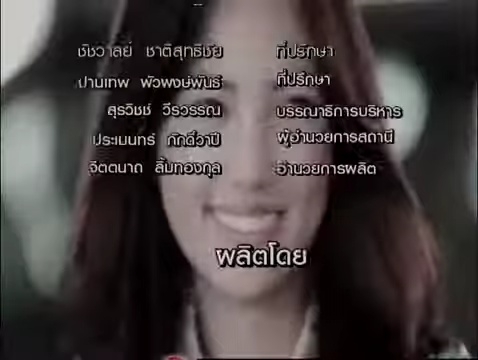 ชัชวาลย์ ชาติสุทธิชัย ที่ปรึกษา
ปานเทพ พัวพงษ์พันธ์ ที่ปรึกษา
สุรวิชช์ วีรวรรณ บรรณาธิการบริหาร
ประเมนทร์ ภักดิ์วาปี ผู้อำนวยการสถานี
จิตตนาถ ลิ้มทองกุล อำนวยการผลิต
ผลิตโดย